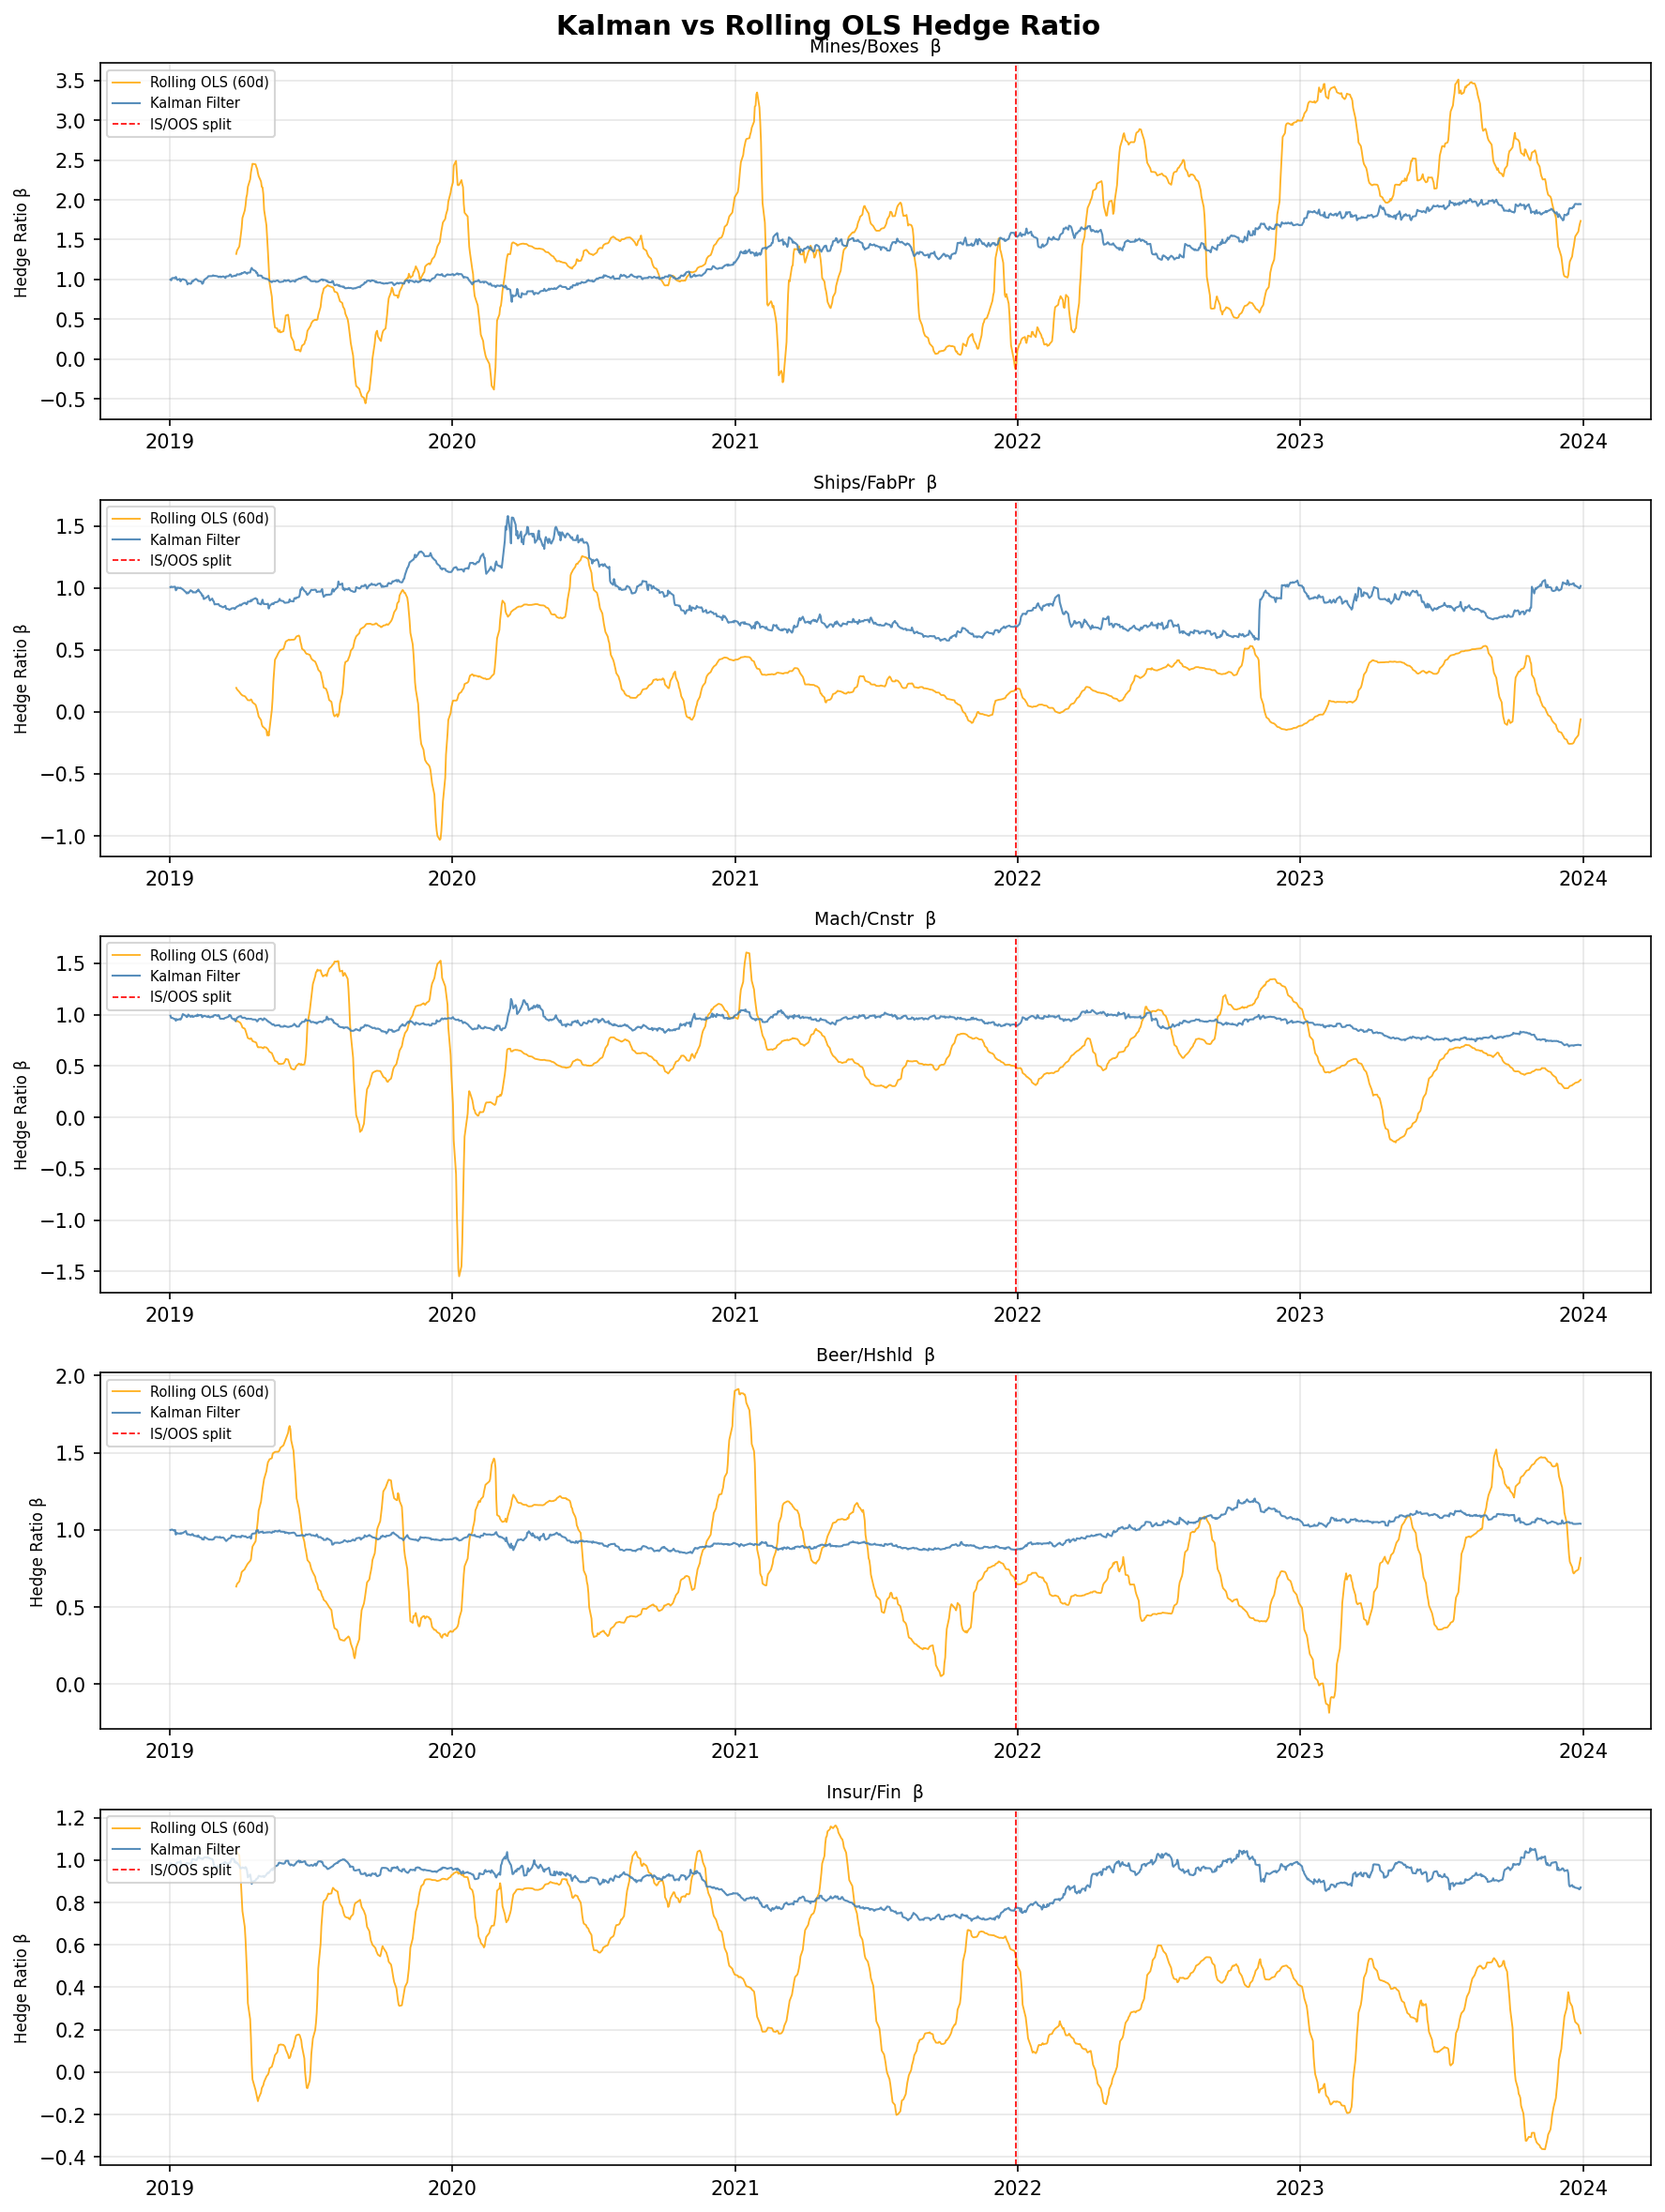 Kalman vs Rolling OLS Hedge Ratio
Mines/Boxes β
Rolling OLS (60d)
Kalman Filter
IS/OOS split
Hedge Ratio β
3.5
3.0
2.5
2.0
1.5
1.0
0.5
0.0
−0.5
2019 2020 2021 2022 2023 2024
Ships/FabPr β
Rolling OLS (60d)
Kalman Filter
IS/OOS split
Hedge Ratio β
1.5
1.0
0.5
0.0
−0.5
−1.0
2019 2020 2021 2022 2023 2024
Mach/Cnstr β
Rolling OLS (60d)
Kalman Filter
IS/OOS split
Hedge Ratio β
1.5
1.0
0.5
0.0
−0.5
−1.0
−1.5
2019 2020 2021 2022 2023 2024
Beer/Hshld β
Rolling OLS (60d)
Kalman Filter
IS/OOS split
Hedge Ratio β
2.0
1.5
1.0
0.5
0.0
2019 2020 2021 2022 2023 2024
Insur/Fin β
Rolling OLS (60d)
Kalman Filter
IS/OOS split
Hedge Ratio β
1.2
1.0
0.8
0.6
0.4
0.2
0.0
−0.2
−0.4
2019 2020 2021 2022 2023 2024